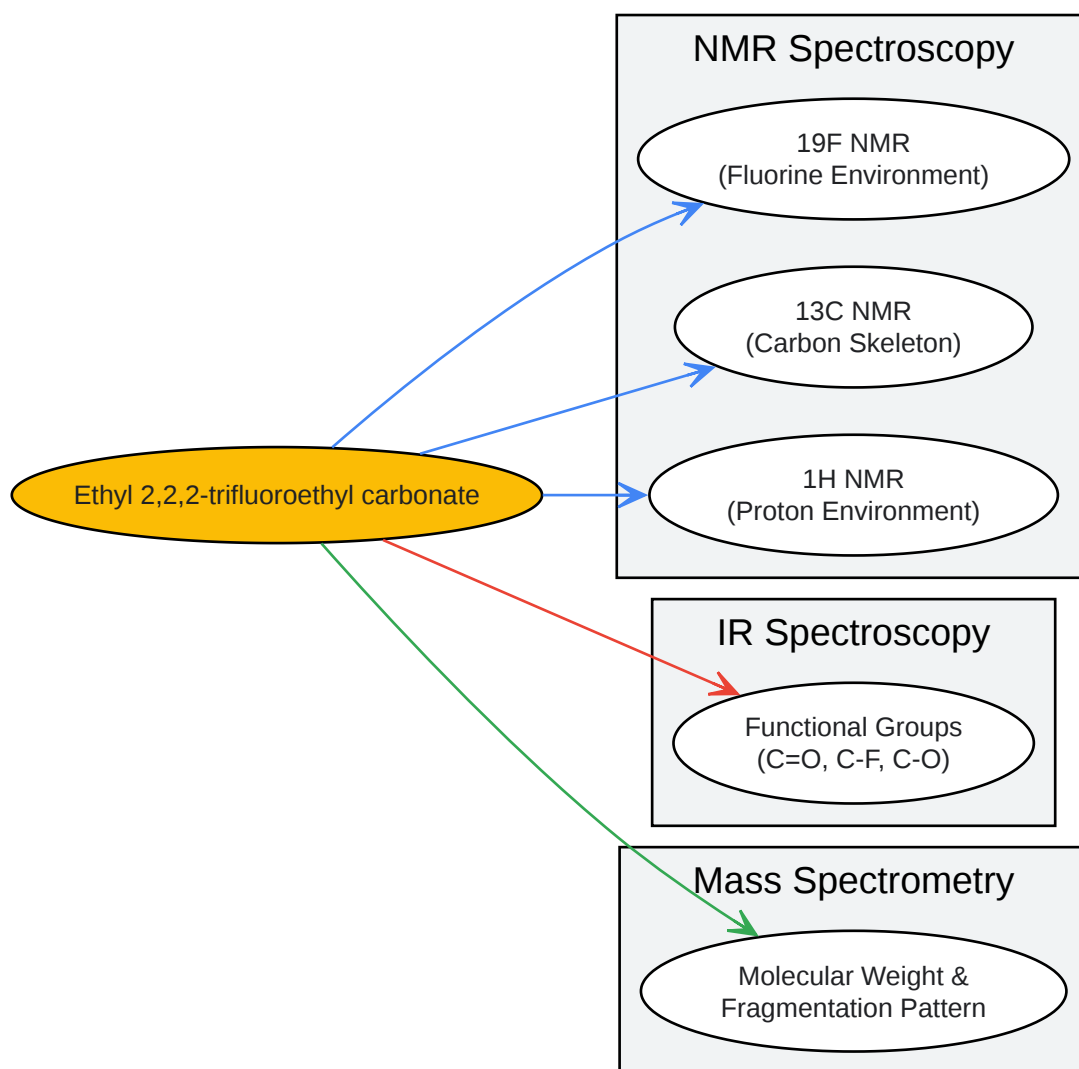 NMR Spectroscopy
19F NMR
(Fluorine Environment)
13C NMR
(Carbon Skeleton)
Ethyl 2,2,2-trifluoroethyl carbonate
1H NMR
(Proton Environment)
IR Spectroscopy
Functional Groups
(C=O, C-F, C-O)
Mass Spectrometry
Molecular Weight &
Fragmentation Pattern